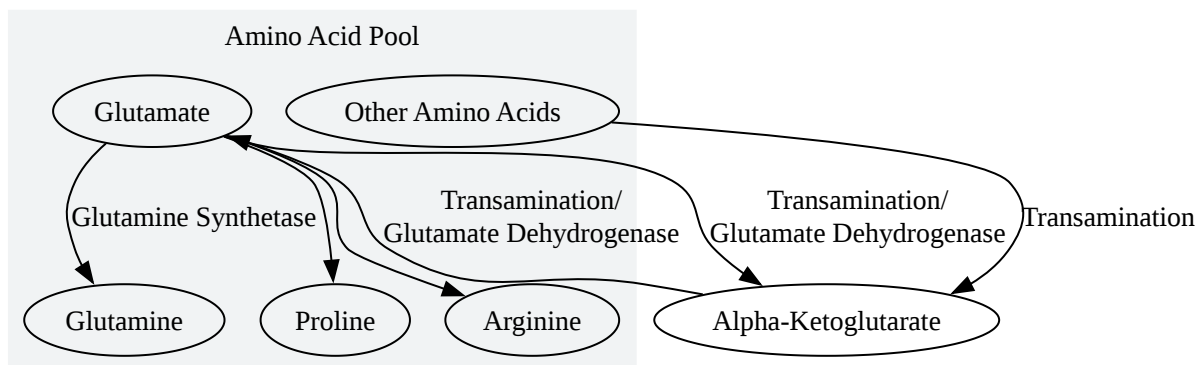 Amino Acid Pool
Glutamate
Other Amino Acids
Glutamine Synthetase
Transamination/
Glutamate Dehydrogenase
Transamination/
Glutamate Dehydrogenase
Transamination
Glutamine
Proline
Arginine
Alpha-Ketoglutarate